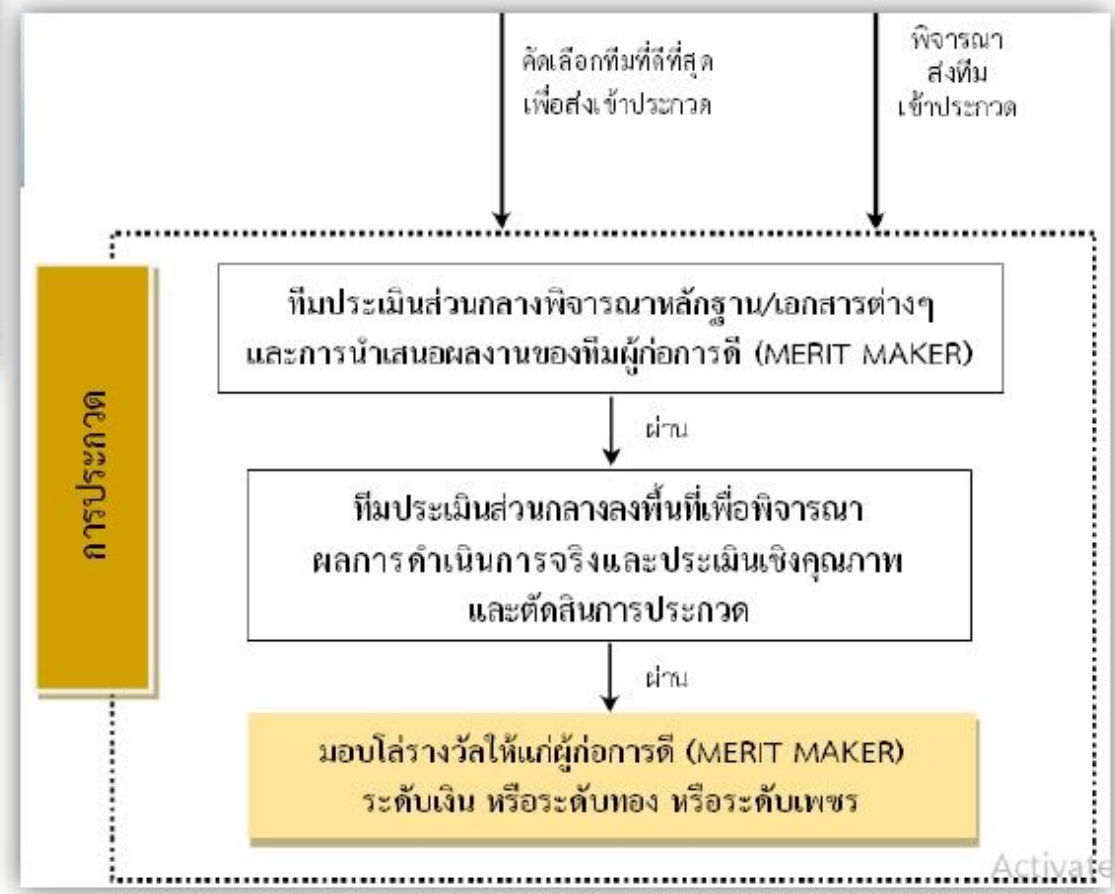 คัดเลือกทีมที่ดีที่สุด
เพื่อส่งเข้าประกวด
พิจารณา
ส่งทีม
เข้าประกวด
การประกวด
ทีมประเมินส่วนกลางพิจารณาหลักฐาน/เอกสารต่างๆ
และการนำเสนอผลงานของทีมผู้ก่อการดี (MERIT MAKER)
ผ่าน
ทีมประเมินส่วนกลางลงพื้นที่เพื่อพิจารณา
ผลการดำเนินการจริงและประเมินเชิงคุณภาพ
และตัดสินการประกวด
ผ่าน
มอบโล่รางวัลให้แก่ผู้ก่อการดี (MERIT MAKER)
ระดับเงิน หรือระดับทอง หรือระดับเพชร
Activate